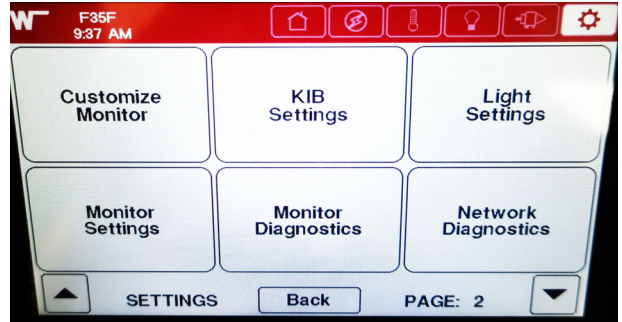 W
F35F
9:37 AM
Customize
Monitor
KIB
Settings
Light
Settings
Monitor
Settings
Monitor
Diagnostics
Network
Diagnostics
SETTINGS
Back
PAGE: 2